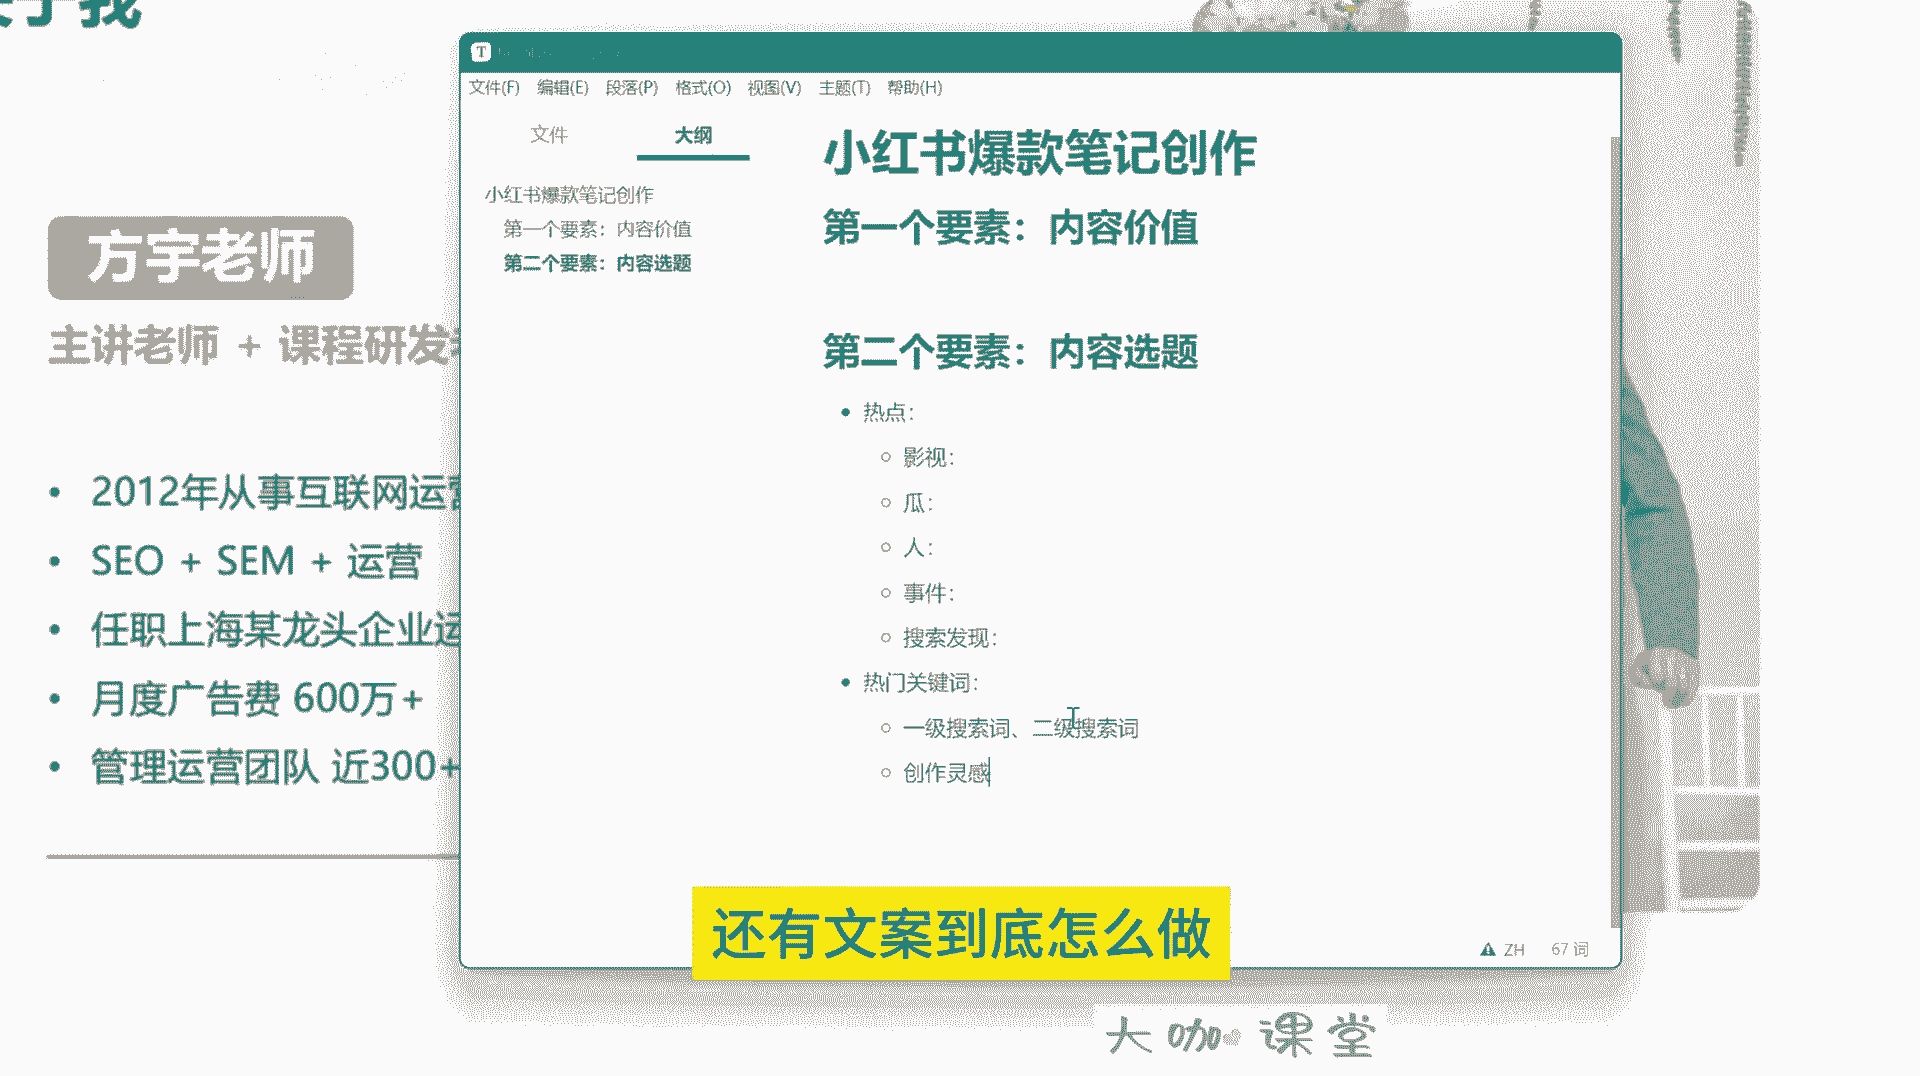 方宇老师
主讲老师 + 课程研发
2012年从事互联网运营
SEO + SEM + 运营
任职上海某龙头企业运
月度广告费 600万+
管理运营团队 近300+
T
文件(F) 编辑(E) 段落(P) 格式(O) 视图(V) 主题(T) 帮助(H)
文件 大纲
小红书爆款笔记创作
第一个要素：内容价值
第二个要素：内容选题
小红书爆款笔记创作
第一个要素：内容价值
第二个要素：内容选题
热点：
影视：
瓜：
人：
事件：
搜索发现：
热门关键词：
一级搜索词、二级搜索词
创作灵感
ZH 67 词
还有文案到底怎么做
大咖课堂